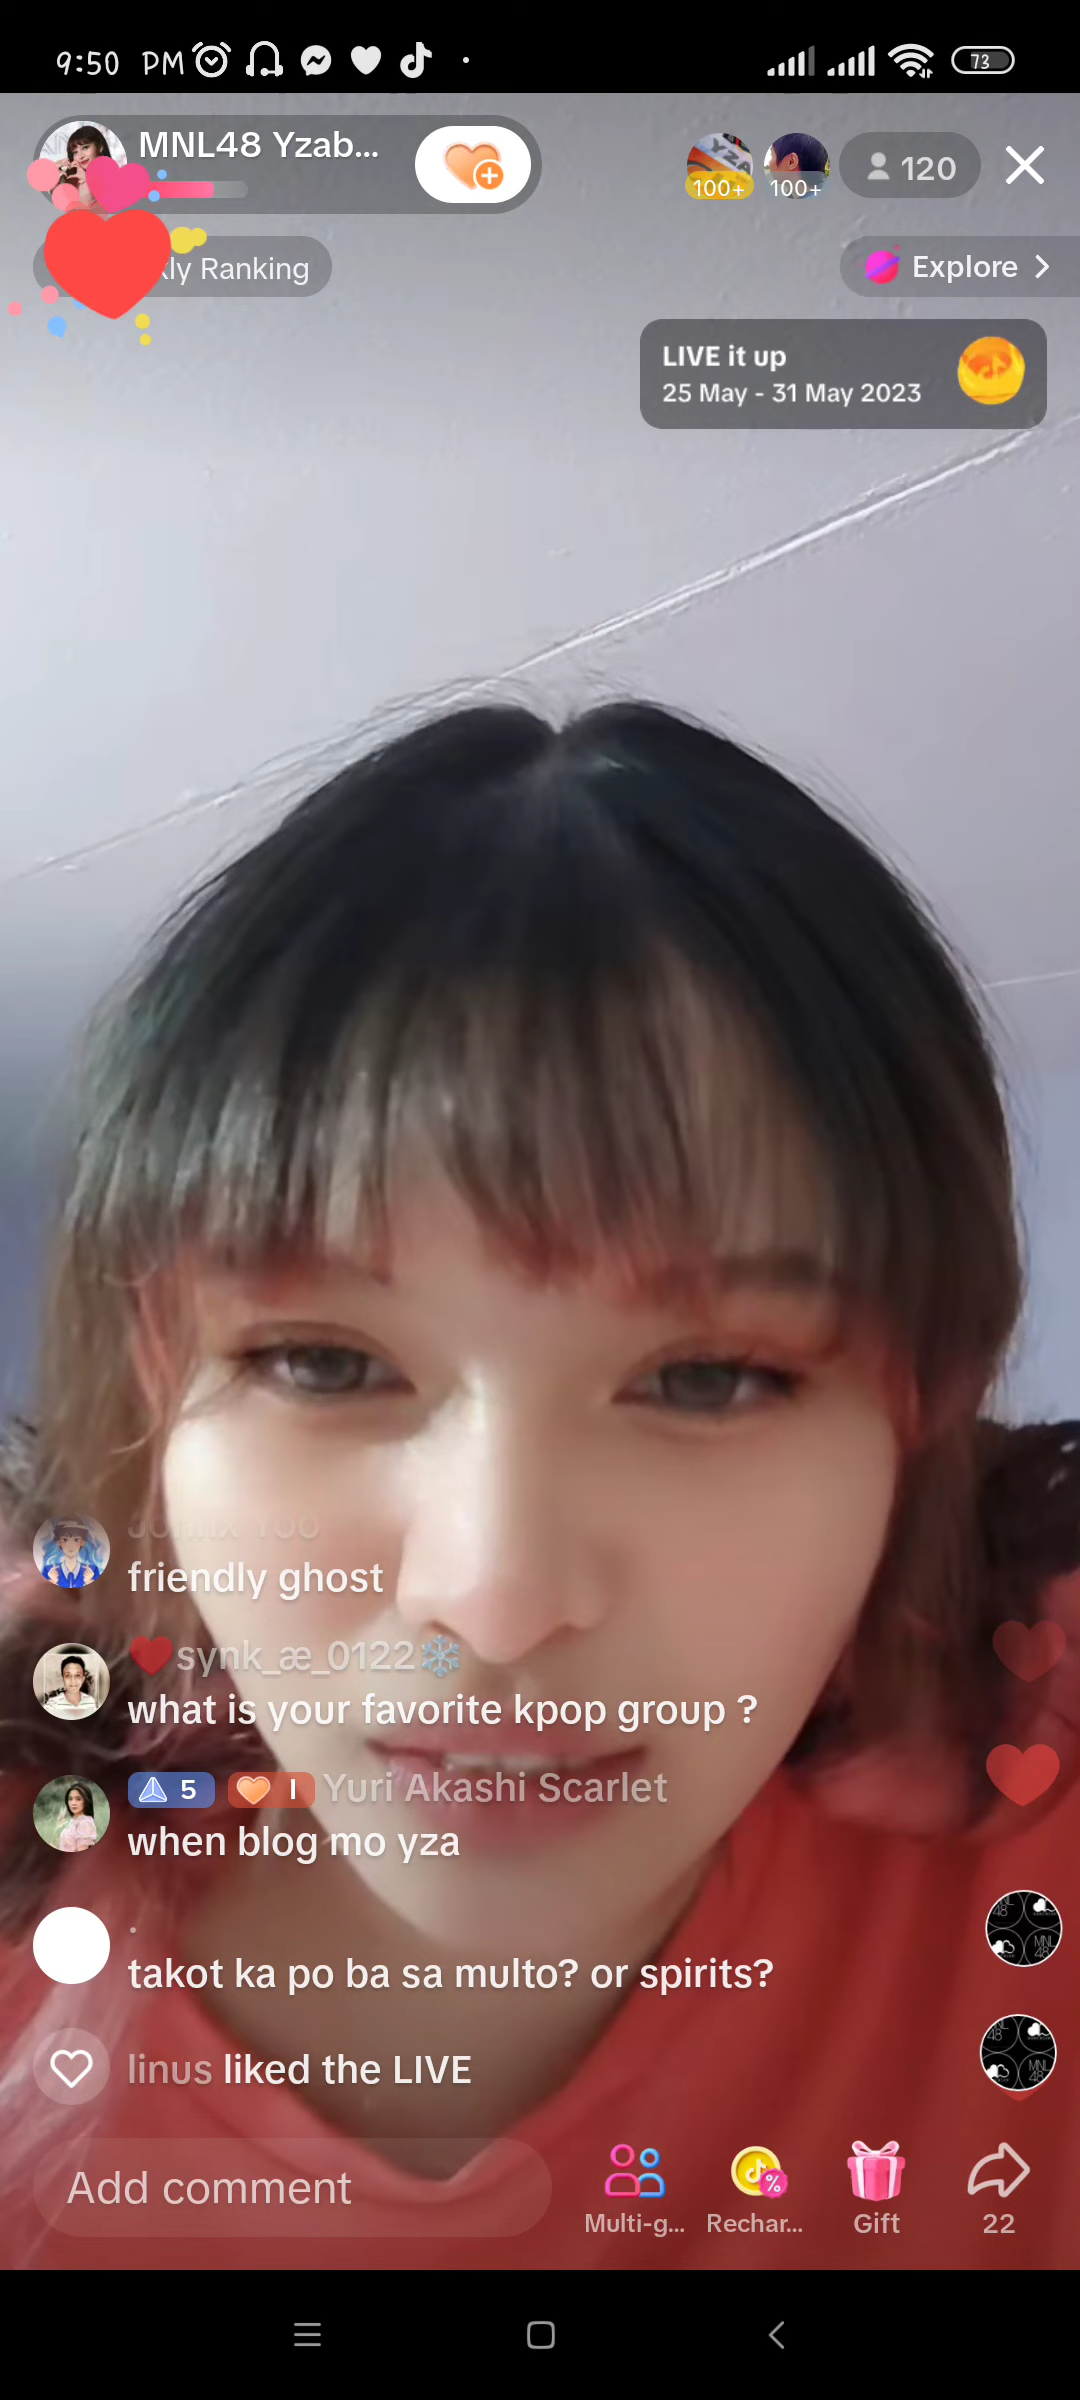 9:50 PM
73
MNL48 Yzab...
100+
100+
120
kly Ranking
Explore
LIVE it up
25 May - 31 May 2023
friendly ghost
synk_æ_0122
what is your favorite kpop group ?
5 I Yuri Akashi Scarlet
when blog mo yza
.
takot ka po ba sa multo? or spirits?
linus liked the LIVE
Add comment
Multi-g...
Rechar...
Gift
22